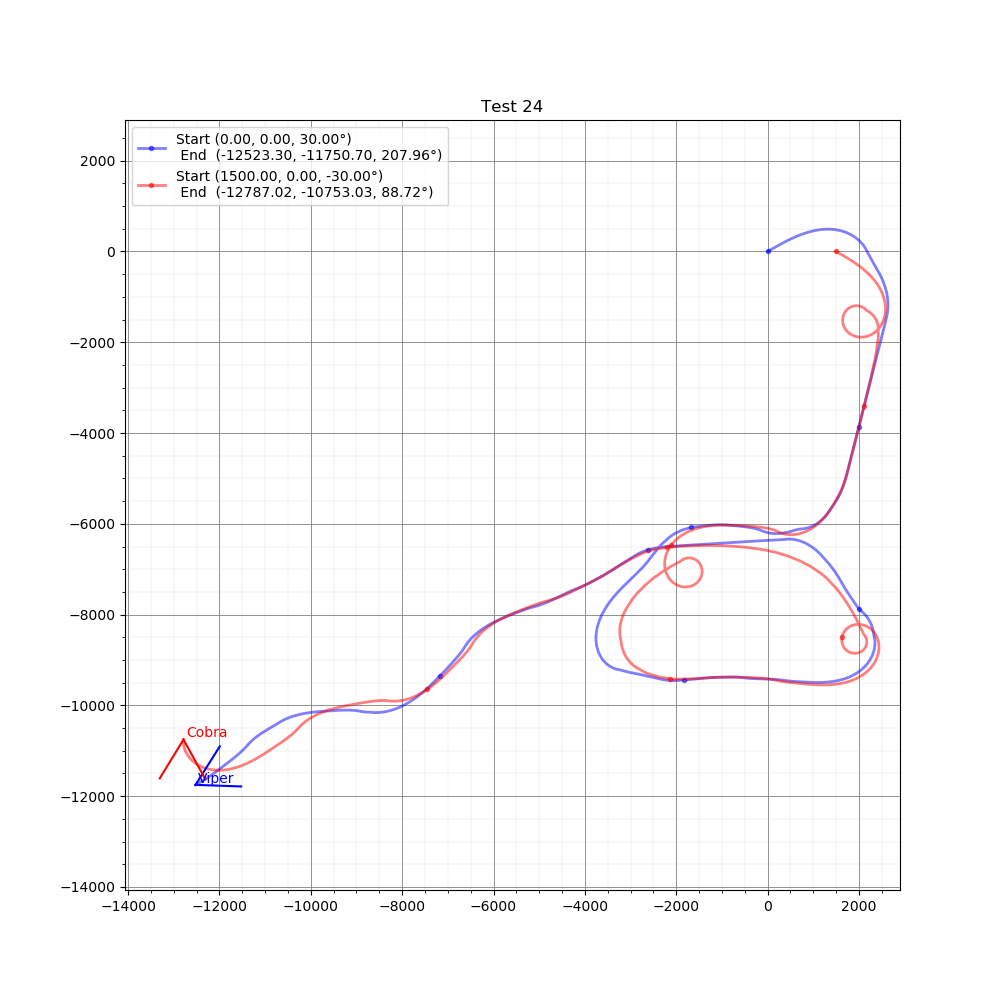 Test 24
Start (0.00, 0.00, 30.00°)
End  (-12523.30, -11750.70, 207.96°)
Start (1500.00, 0.00, -30.00°)
End  (-12787.02, -10753.03, 88.72°)
2000
0
−2000
−4000
−6000
−8000
−10000
−12000
−14000
Cobra
Viper
−14000 −12000 −10000 −8000 −6000 −4000 −2000 0 2000